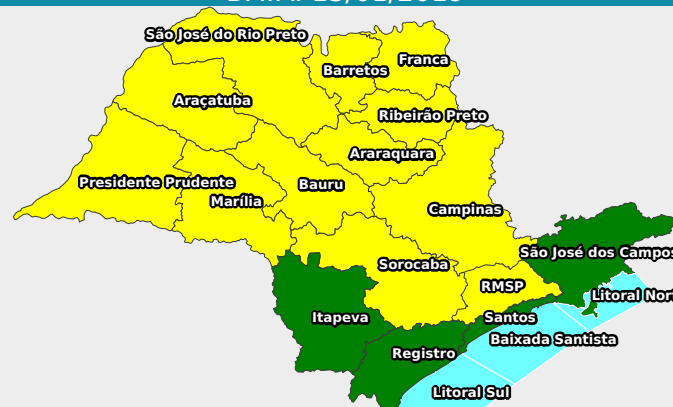 São José do Rio Preto
Franca
Barretos
Araçatuba
Ribeirão Preto
Araraquara
Presidente Prudente
Bauru
Marília
Campinas
São José dos Campos
Sorocaba
RMSP
Litoral Nort
Itapeva
Santos
Baixada Santista
Registro
Litoral Sul